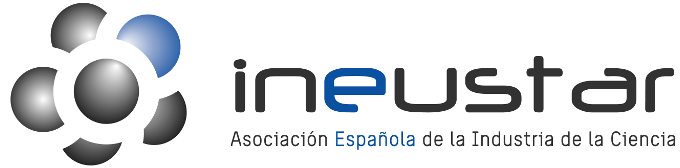 ineustar
Asociación Española de la Industria de la Ciencia